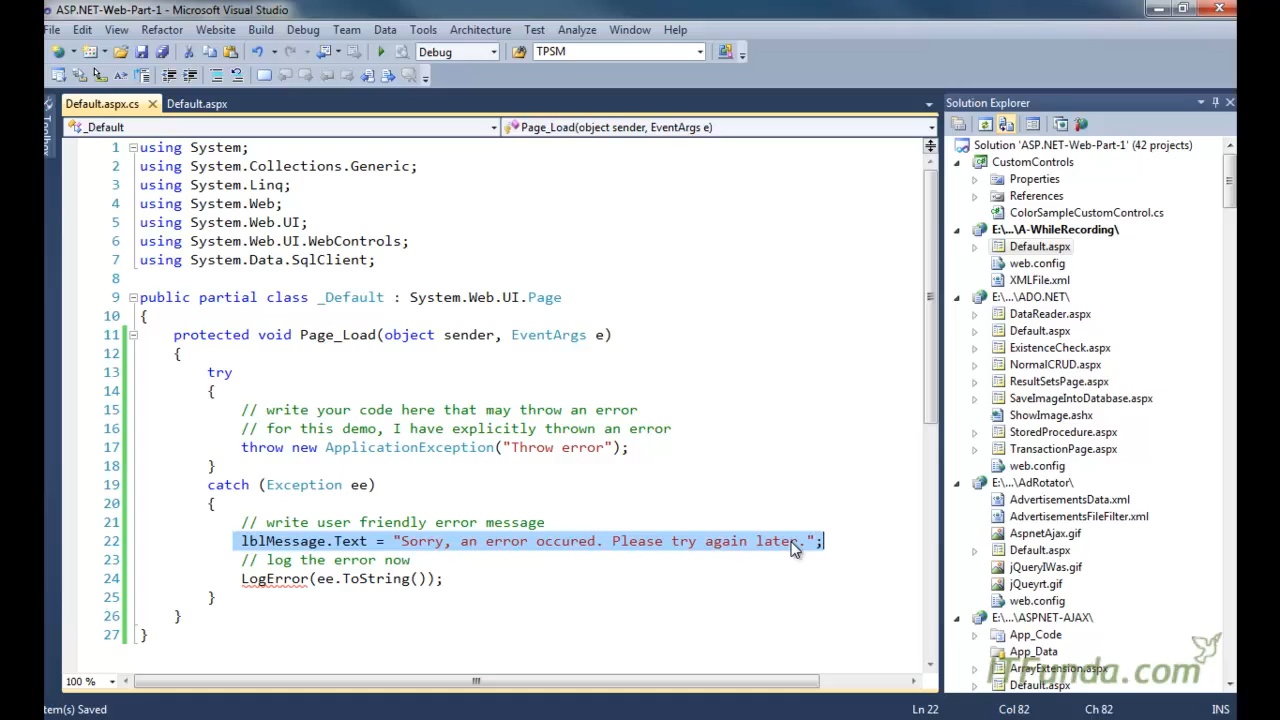 ASP.NET-Web-Part-1 - Microsoft Visual Studio
File Edit View Refactor Website Build Debug Team Data Tools Architecture Test Analyze Window Help
Debug TPSM
Default.aspx.cs Default.aspx
_Default Page_Load(object sender, EventArgs e)
1 using System;
2 using System.Collections.Generic;
3 using System.Linq;
4 using System.Web;
5 using System.Web.UI;
6 using System.Web.UI.WebControls;
7 using System.Data.SqlClient;
8
9 public partial class _Default : System.Web.UI.Page
10 {
11 protected void Page_Load(object sender, EventArgs e)
12 {
13 try
14 {
15 // write your code here that may throw an error
16 // for this demo, I have explicitly thrown an error
17 throw new ApplicationException("Throw error");
18 }
19 catch (Exception ee)
20 {
21 // write user friendly error message
22 lblMessage.Text = "Sorry, an error occured. Please try again later.";
23 // log the error now
24 LogError(ee.ToString());
25 }
26 }
27 }
100 %
Solution Explorer
Solution 'ASP.NET-Web-Part-1' (42 projects)
CustomControls
Properties
References
ColorSampleCustomControl.cs
E:\...\A-WhileRecording\
Default.aspx
web.config
XMLFile.xml
E:\...\ADO.NET\
DataReader.aspx
Default.aspx
ExistenceCheck.aspx
NormalCRUD.aspx
ResultSetsPage.aspx
SaveImageIntoDatabase.aspx
ShowImage.ashx
StoredProcedure.aspx
TransactionPage.aspx
web.config
E:\...\AdRotator\
AdvertisementsData.xml
AdvertisementsFileFilter.xml
AspnetAjax.gif
Default.aspx
jQueryIWas.gif
jQueyrt.gif
web.config
E:\...\ASPNET-AJAX\
App_Code
App_Data
ArrayExtension.aspx
Default.aspx
ITFunda.com
tem(s) Saved Ln 22 Col 82 Ch 82 INS